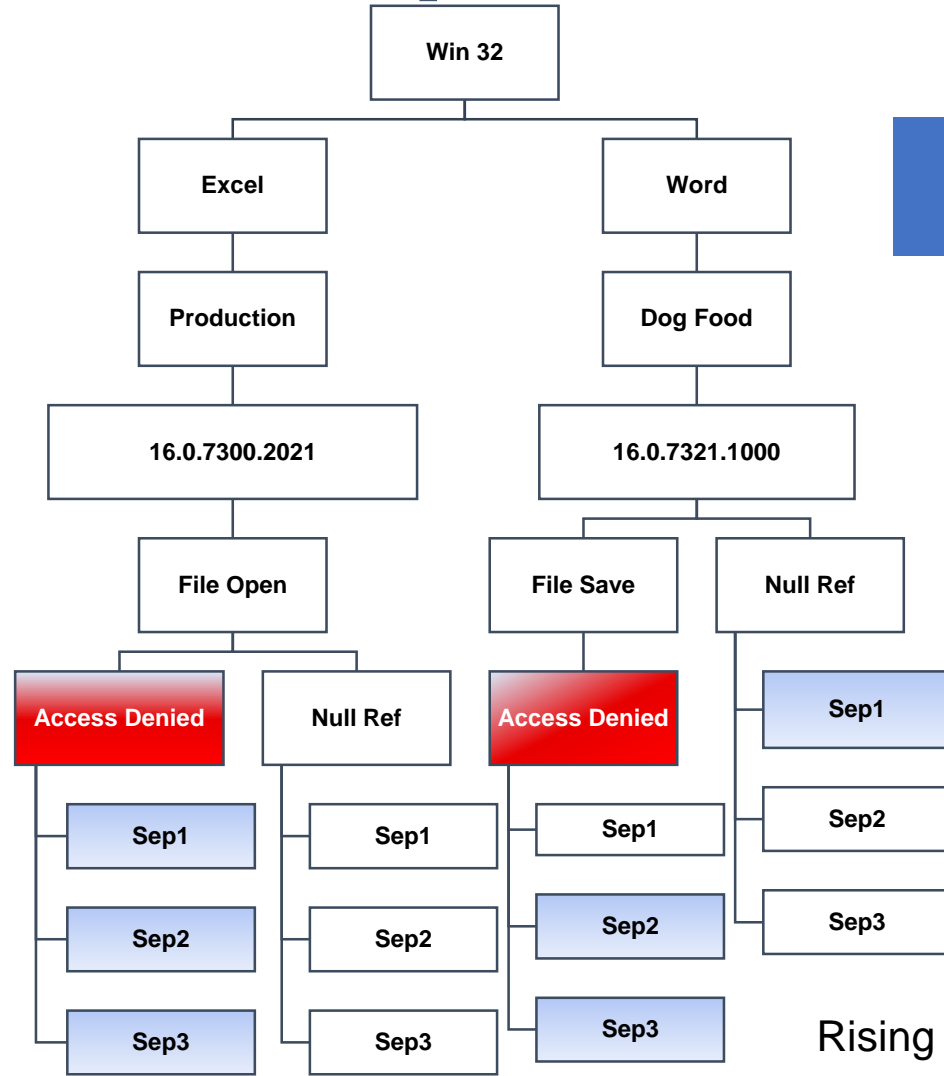 Win 32
Excel
Word
Production
Dog Food
16.0.7300.2021
16.0.7321.1000
File Open
File Save
Null Ref
Access Denied
Null Ref
Access Denied
Sep1
Sep1
Sep1
Sep1
Sep2
Sep2
Sep2
Sep2
Sep3
Sep3
Sep3
Sep3
Rising